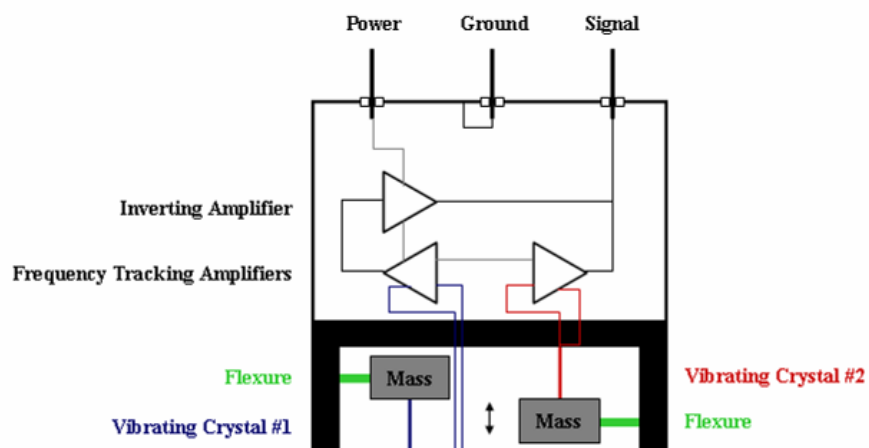 Power Ground Signal
Inverting Amplifier
Frequency Tracking Amplifiers
Flexure Mass Vibrating Crystal #2
Vibrating Crystal #1 Mass Flexure